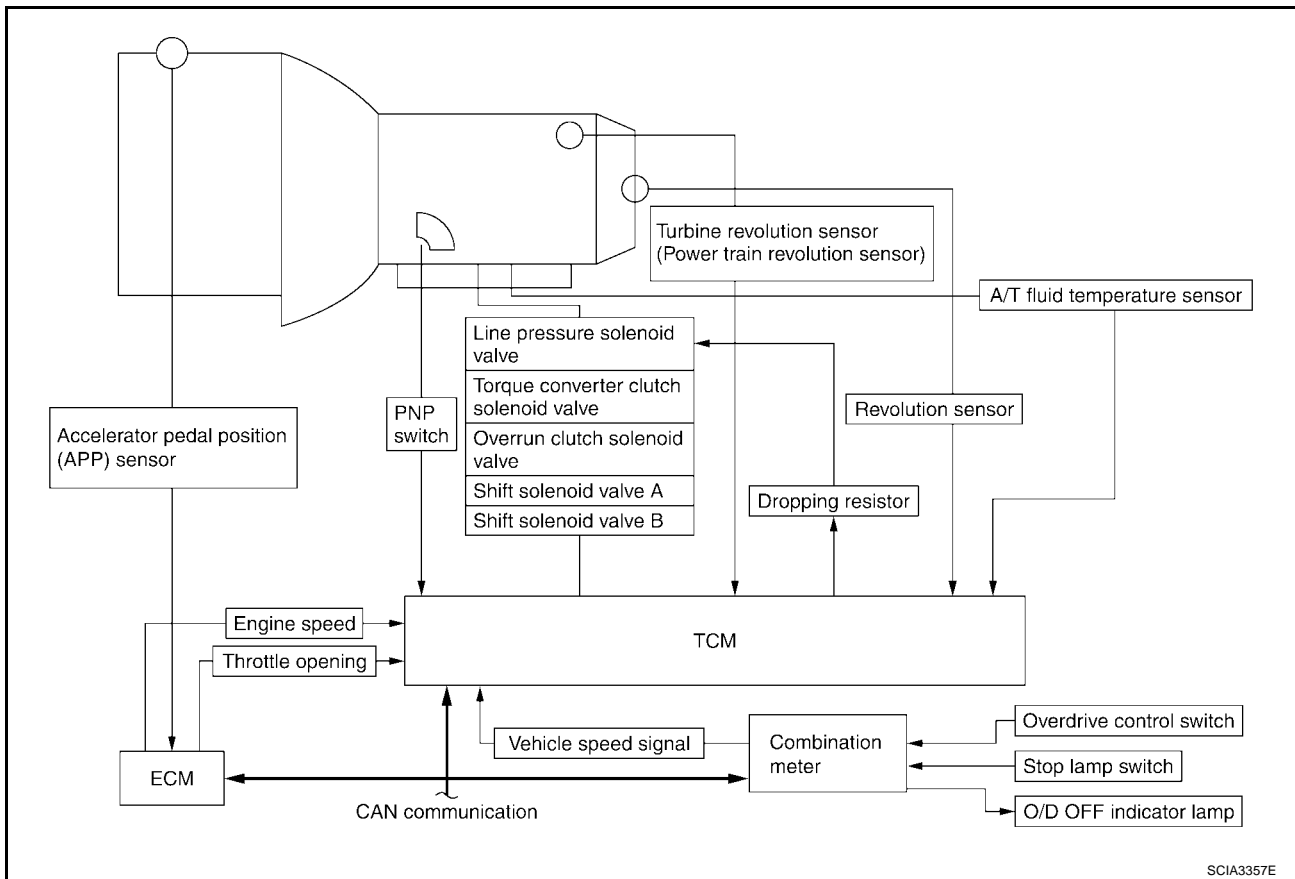 Turbine revolution sensor
(Power train revolution sensor)
A/T fluid temperature sensor
Line pressure solenoid
valve
Torque converter clutch
solenoid valve
Overrun clutch solenoid
valve
Shift solenoid valve A
Shift solenoid valve B
PNP
switch
Revolution sensor
Accelerator pedal position
(APP) sensor
Dropping resistor
Engine speed
TCM
Throttle opening
Overdrive control switch
Vehicle speed signal
Combination
meter
Stop lamp switch
ECM
CAN communication
O/D OFF indicator lamp
SCIA3357E